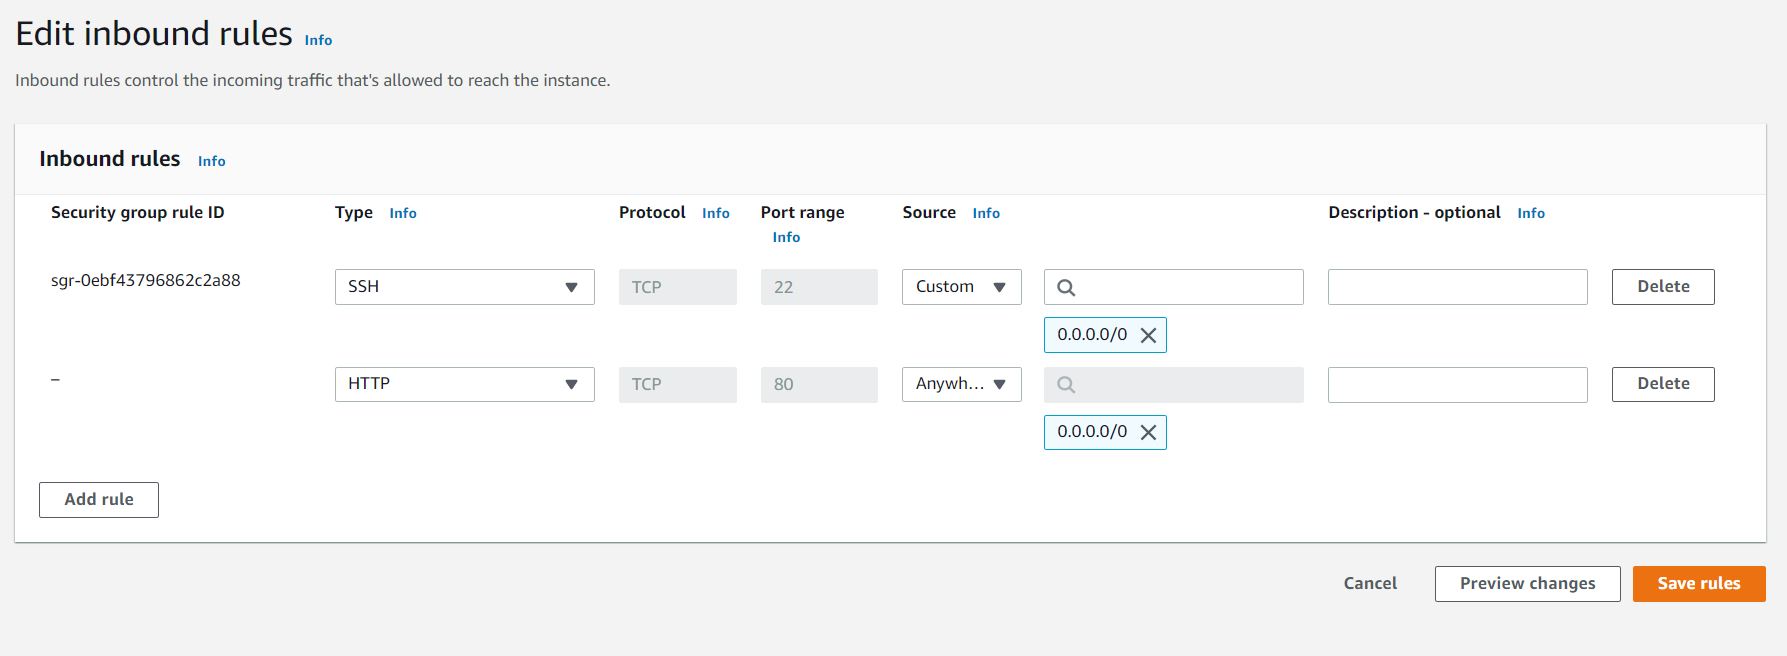 Edit inbound rules Info
Inbound rules control the incoming traffic that's allowed to reach the instance.
Inbound rules Info
Security group rule ID Type Info Protocol Info Port range Info Source Info Description - optional Info
sgr-0ebf43796862c2a88 SSH TCP 22 Custom Delete
0.0.0.0/0
– HTTP TCP 80 Anywh... Delete
0.0.0.0/0
Add rule
Cancel Preview changes Save rules